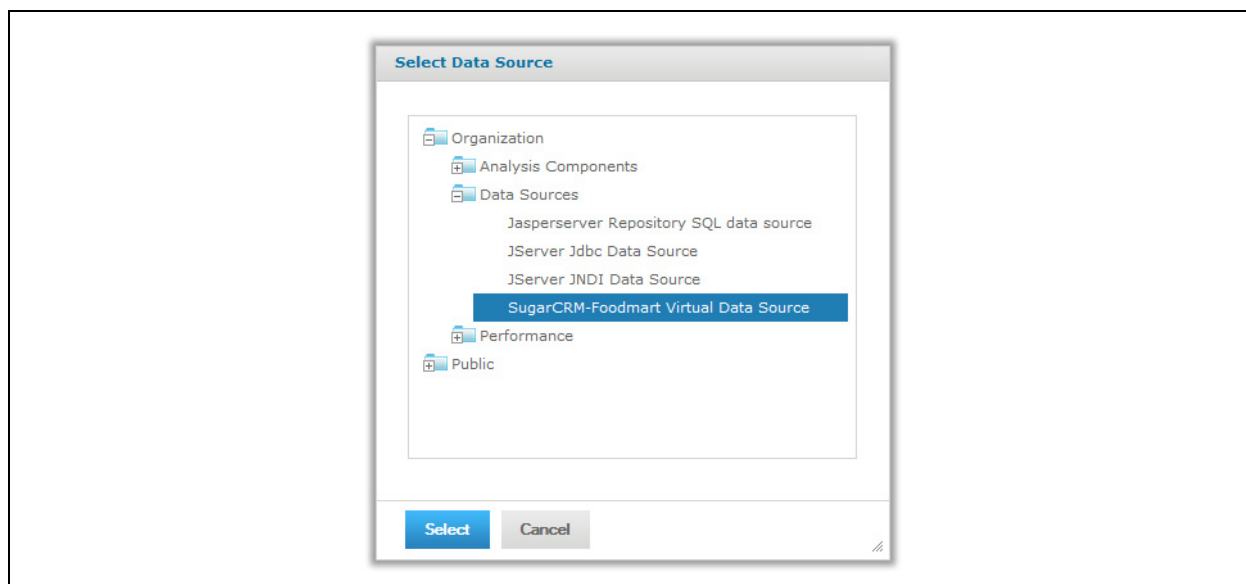 Select Data Source
Organization
Analysis Components
Data Sources
Jasperserver Repository SQL data source
JServer Jdbc Data Source
JServer JNDI Data Source
SugarCRM-Foodmart Virtual Data Source
Performance
Public
Select Cancel